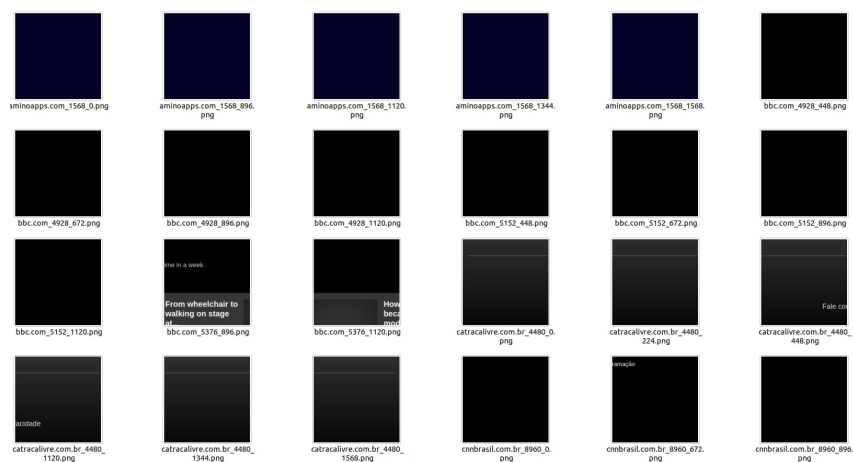 aminoapps.com_1568_0.png
aminoapps.com_1568_896.
png
aminoapps.com_1568_1120.
png
aminoapps.com_1568_1344.
png
aminoapps.com_1568_1568.
png
bbc.com_4928_448.png
bbc.com_4928_672.png
bbc.com_4928_896.png
bbc.com_4928_1120.png
bbc.com_5152_448.png
bbc.com_5152_672.png
bbc.com_5152_896.png
ime in a week.
From wheelchair to
walking on stage
at...
How
beca
mod
Fale cor
bbc.com_5152_1120.png
bbc.com_5376_896.png
bbc.com_5376_1120.png
catracalivre.com.br_4480_0.
png
catracalivre.com.br_4480_
224.png
catracalivre.com.br_4480_
448.png
acidade
ramação
catracalivre.com.br_4480_
1120.png
catracalivre.com.br_4480_
1344.png
catracalivre.com.br_4480_
1568.png
cnnbrasil.com.br_8960_0.
png
cnnbrasil.com.br_8960_672.
png
cnnbrasil.com.br_8960_896.
png